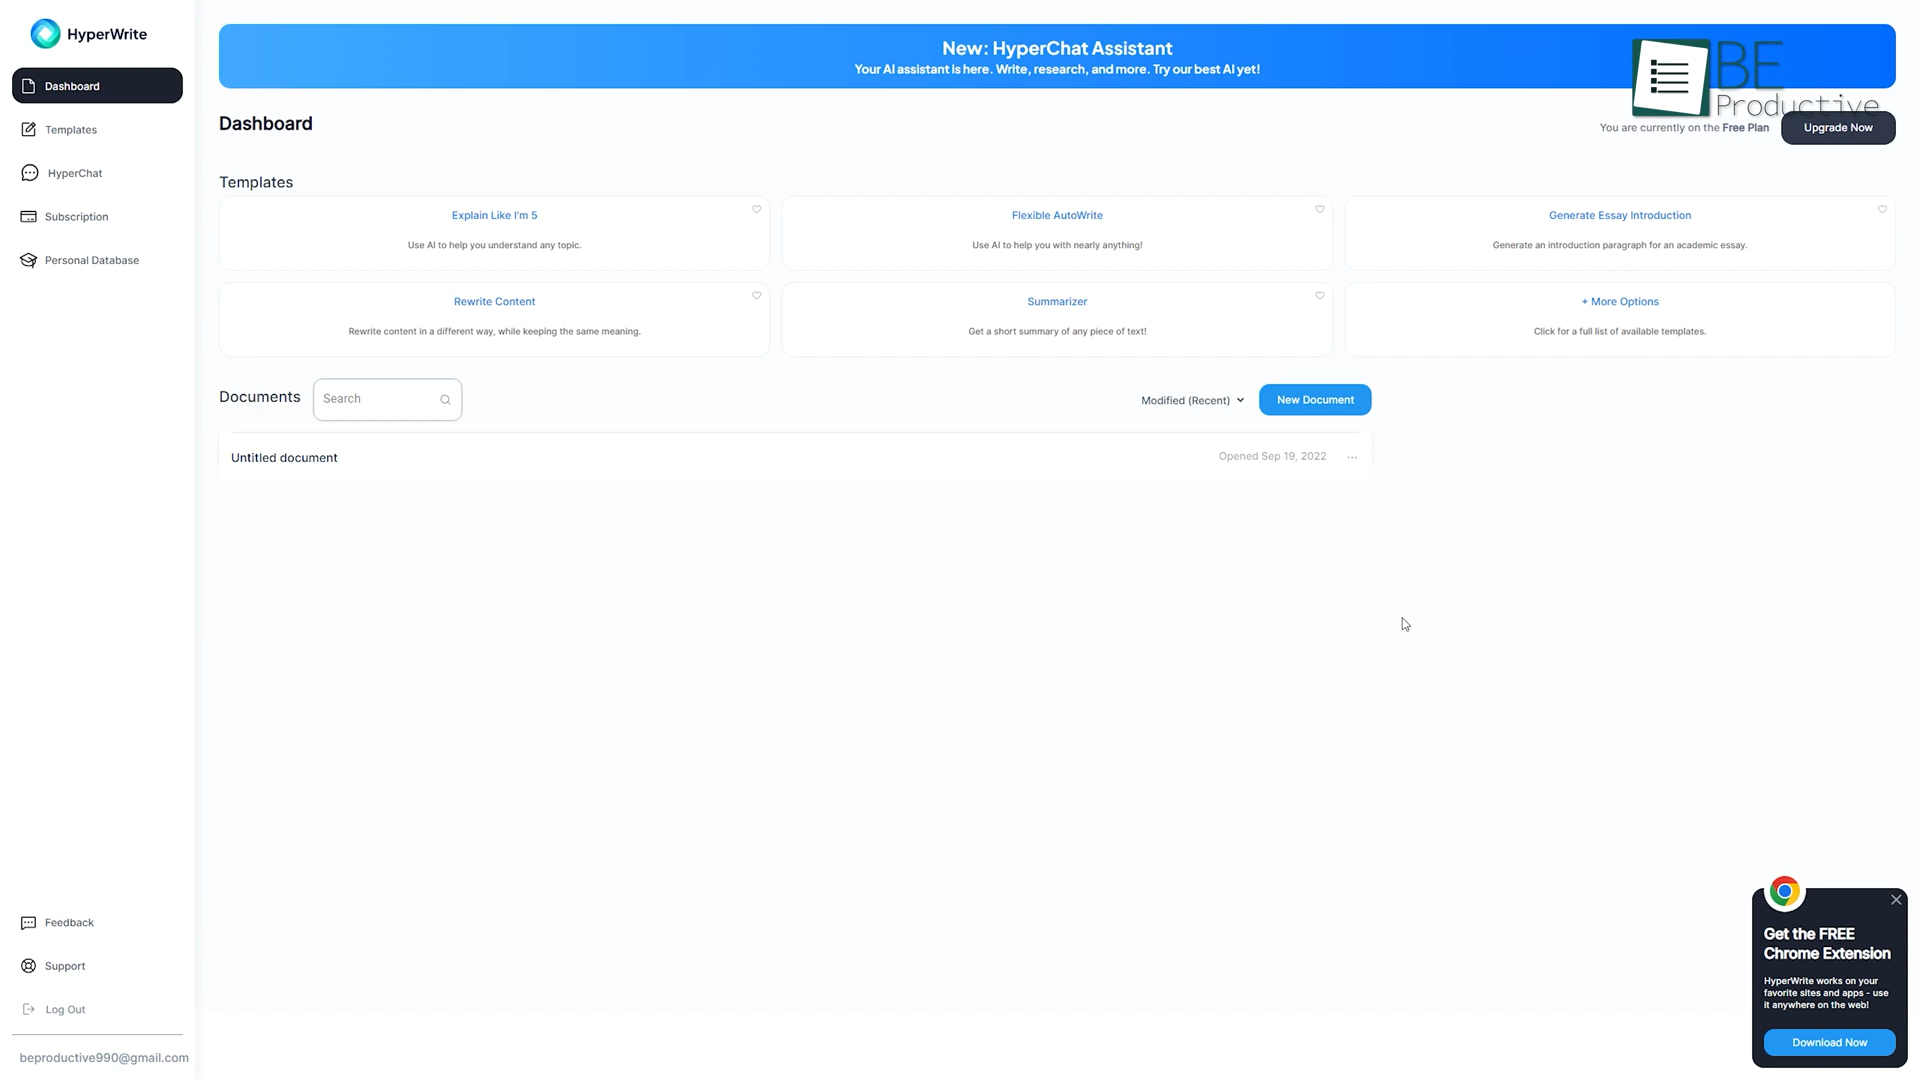 HyperWrite
Dashboard
Templates
HyperChat
Subscription
Personal Database
New: HyperChat Assistant
Your AI assistant is here. Write, research, and more. Try our best AI yet!
BE
Productive
Dashboard
You are currently on the Free Plan
Upgrade Now
Templates
Explain Like I'm 5
Use AI to help you understand any topic.
Flexible AutoWrite
Use AI to help you with nearly anything!
Generate Essay Introduction
Generate an introduction paragraph for an academic essay.
Rewrite Content
Rewrite content in a different way, while keeping the same meaning.
Summarizer
Get a short summary of any piece of text!
+ More Options
Click for a full list of available templates.
Documents
Search
Modified (Recent)
New Document
Untitled document
Opened Sep 19, 2022
...
Feedback
Support
Log Out
beproductive990@gmail.com
Get the FREE
Chrome Extension
HyperWrite works on your
favorite sites and apps - use
it anywhere on the web!
Download Now